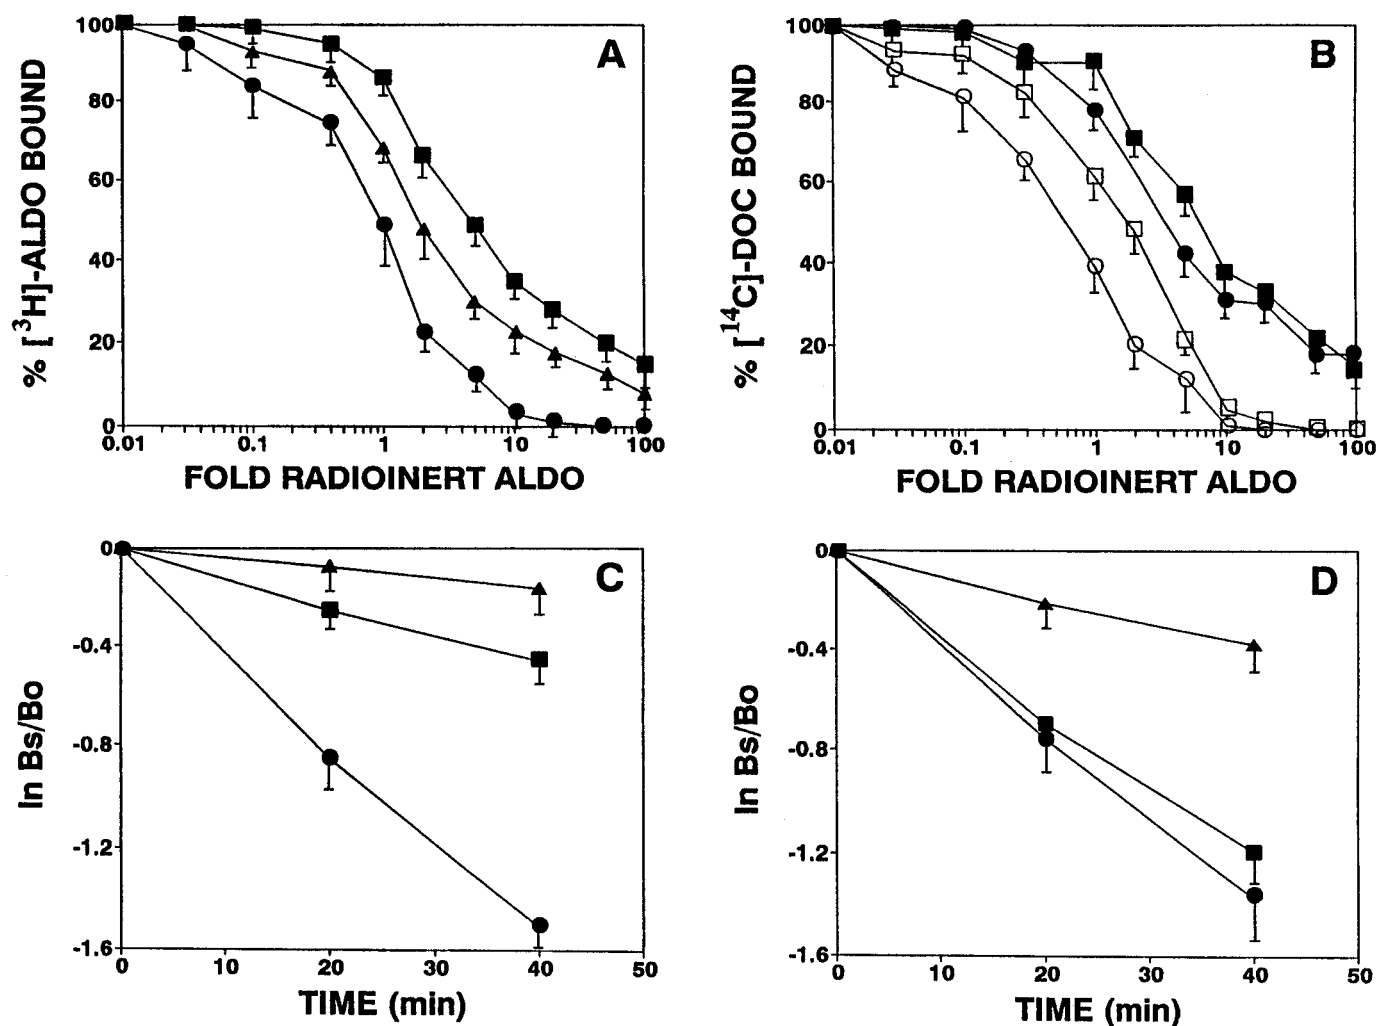 A
% [³H]-ALDO BOUND
100
80
60
40
20
0
0.01 0.1 1 10 100
FOLD RADIOINERT ALDO
B
% [¹⁴C]-DOC BOUND
100
80
60
40
20
0
0.01 0.1 1 10 100
FOLD RADIOINERT ALDO
C
ln Bs/Bo
0
-0.4
-0.8
-1.2
-1.6
0 10 20 30 40 50
TIME (min)
D
ln Bs/Bo
0
-0.4
-0.8
-1.2
-1.6
0 10 20 30 40 50
TIME (min)